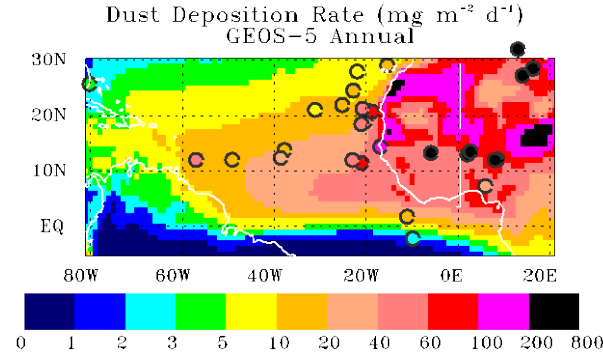 Dust Deposition Rate (mg m⁻² d⁻¹)
GEOS-5 Annual
30N
20N
10N
EQ
80W 60W 40W 20W 0E 20E
0 1 2 3 5 10 20 40 60 100 200 800